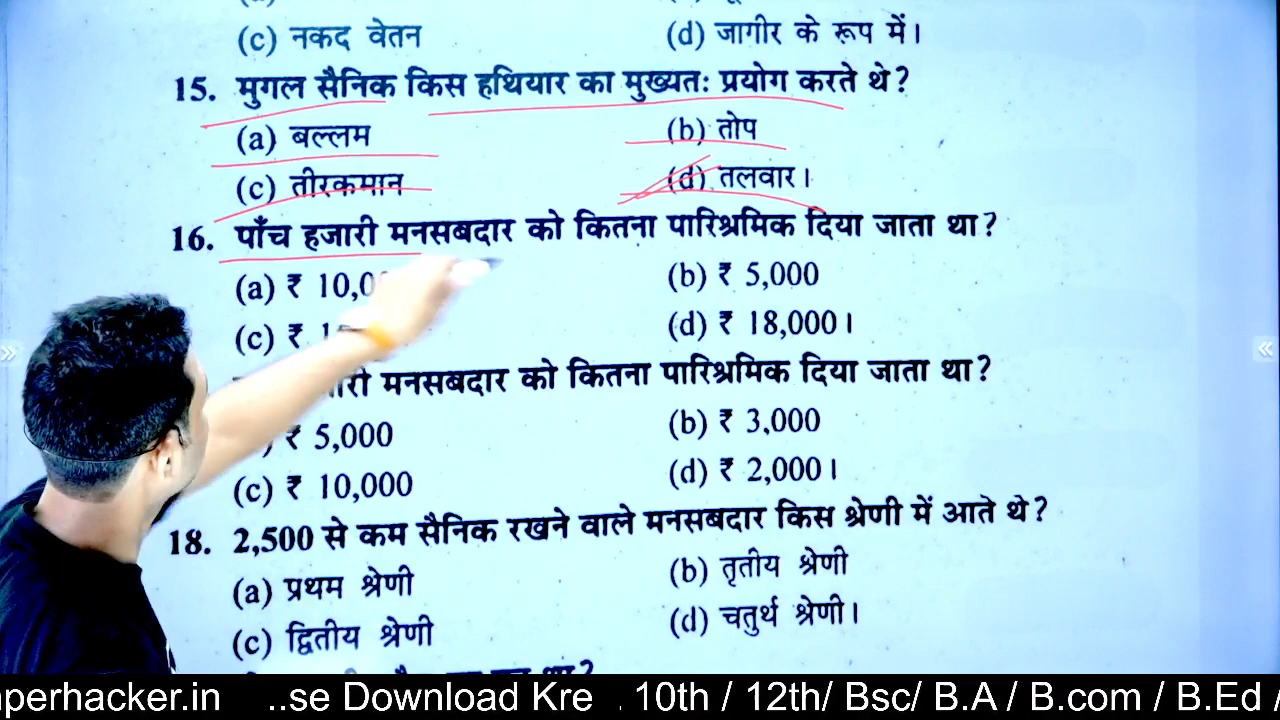 (c) नकद वेतन (d) जागीर के रूप में।
15. मुगल सैनिक किस हथियार का मुख्यतः प्रयोग करते थे?
(a) बल्लम (b) तोप
(c) तीरकमान (d) तलवार।
16. पाँच हजारी मनसबदार को कितना पारिश्रमिक दिया जाता था?
(a) ₹ 10,0 (b) ₹ 5,000
(c) ₹ (d) ₹ 18,000।
मनसबदार को कितना पारिश्रमिक दिया जाता था?
₹ 5,000 (b) ₹ 3,000
(c) ₹ 10,000 (d) ₹ 2,000।
18. 2,500 से कम सैनिक रखने वाले मनसबदार किस श्रेणी में आते थे?
(a) प्रथम श्रेणी (b) तृतीय श्रेणी
(c) द्वितीय श्रेणी (d) चतुर्थ श्रेणी।
perhacker.in ..se Download Kre . 10th / 12th/ Bsc/ B.A / B.com / B.Ed /